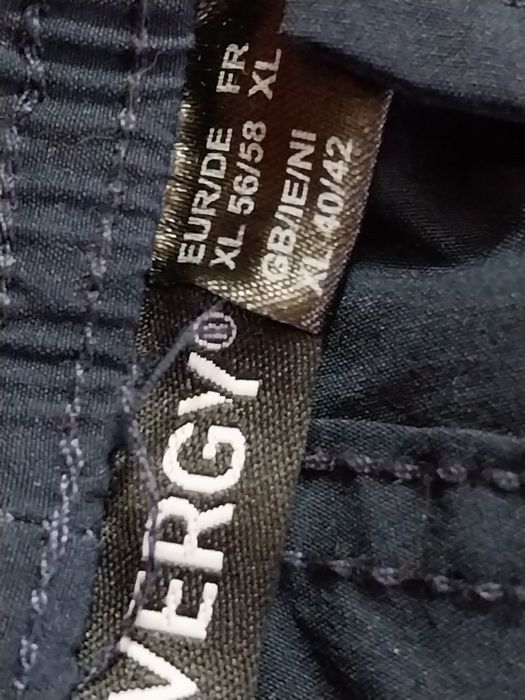 EUR/DE FR
XL 56/58 XL
GB/IE/NI
XL 40/42
VERGY®